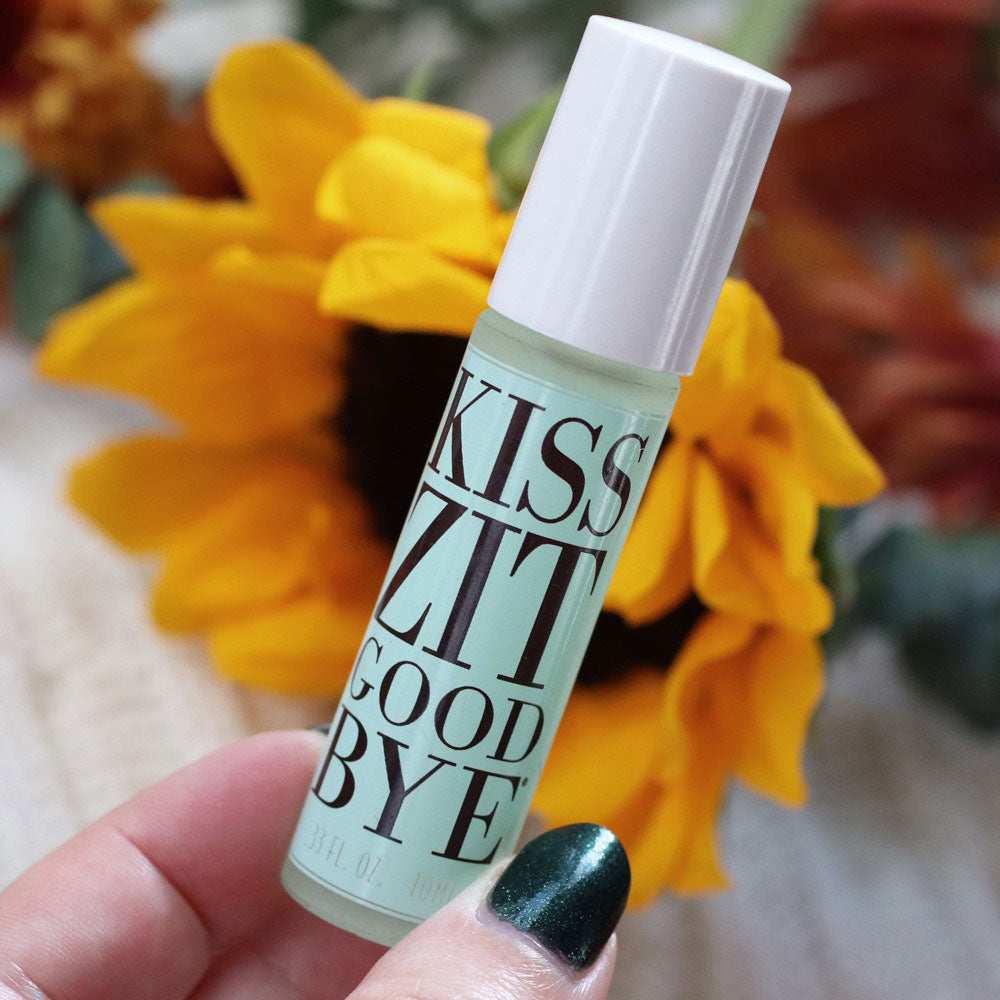 KISS
ZIT
GOOD
BYE®
.33 FL. OZ. 10ML